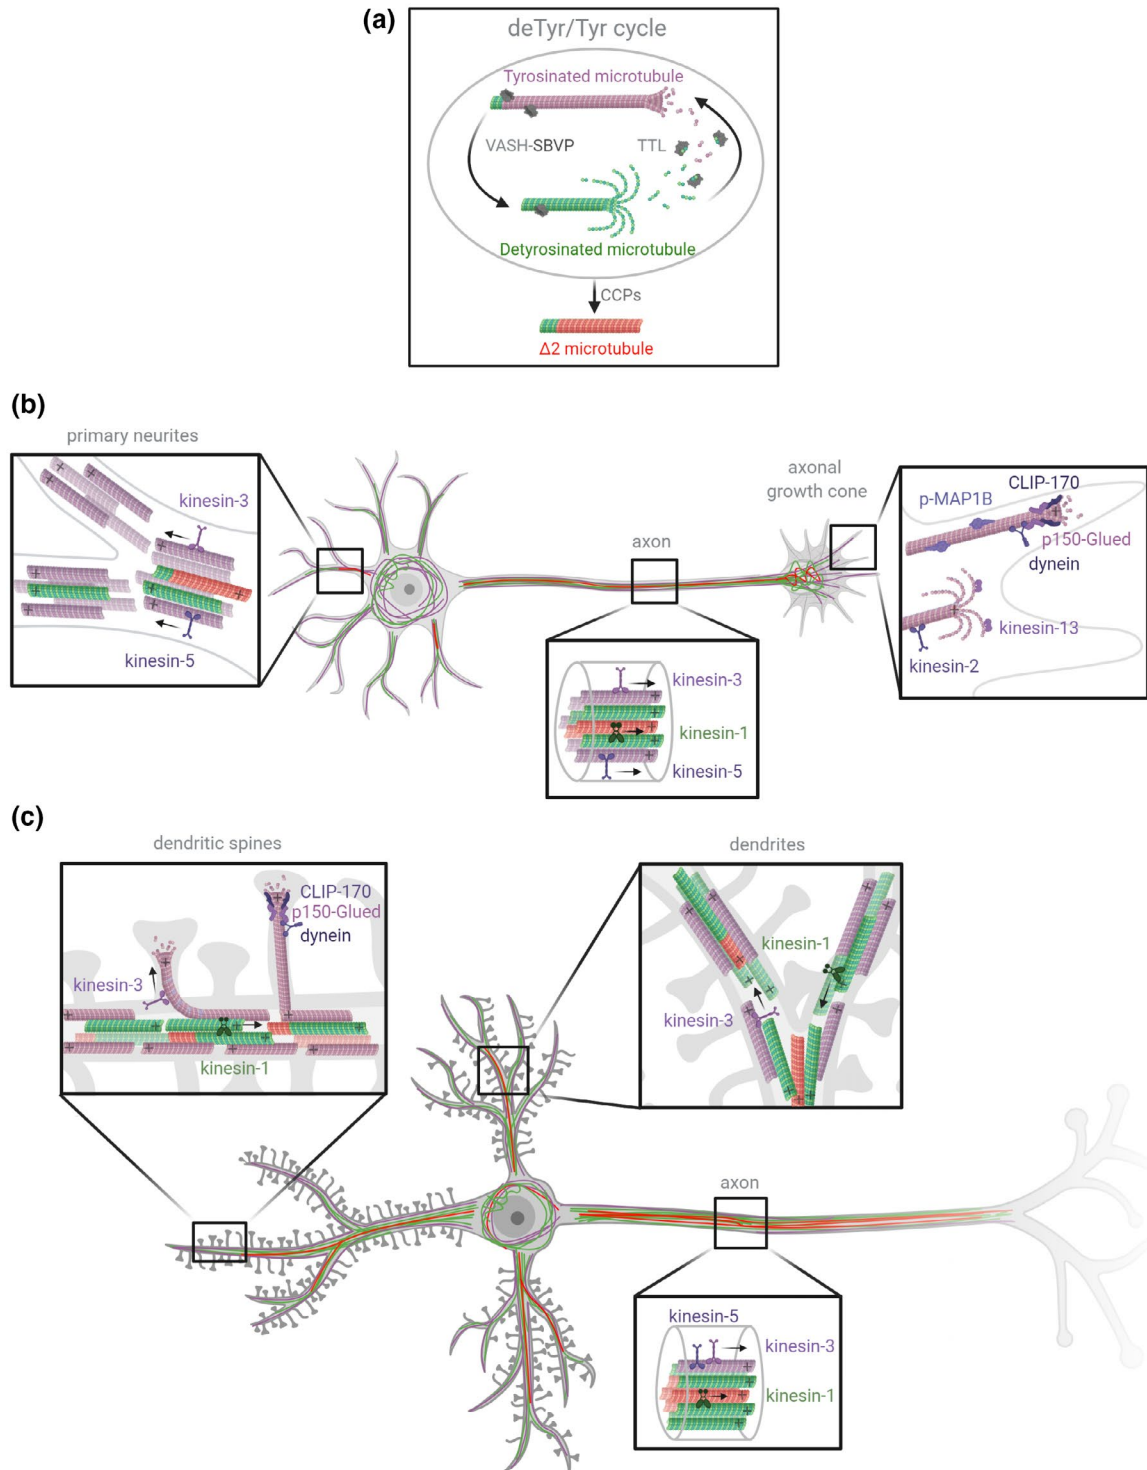 (a)
deTyr/Tyr cycle
Tyrosinated microtubule
VASH-SBVP
TTL
Detyrosinated microtubule
CCPs
Δ2 microtubule
(b)
primary neurites
kinesin-3
kinesin-5
axon
kinesin-3
kinesin-1
kinesin-5
axonal
growth cone
CLIP-170
p-MAP1B
p150-Glued
dynein
kinesin-13
kinesin-2
(c)
dendritic spines
CLIP-170
p150-Glued
dynein
kinesin-3
kinesin-1
dendrites
kinesin-1
kinesin-3
axon
kinesin-5
kinesin-3
kinesin-1